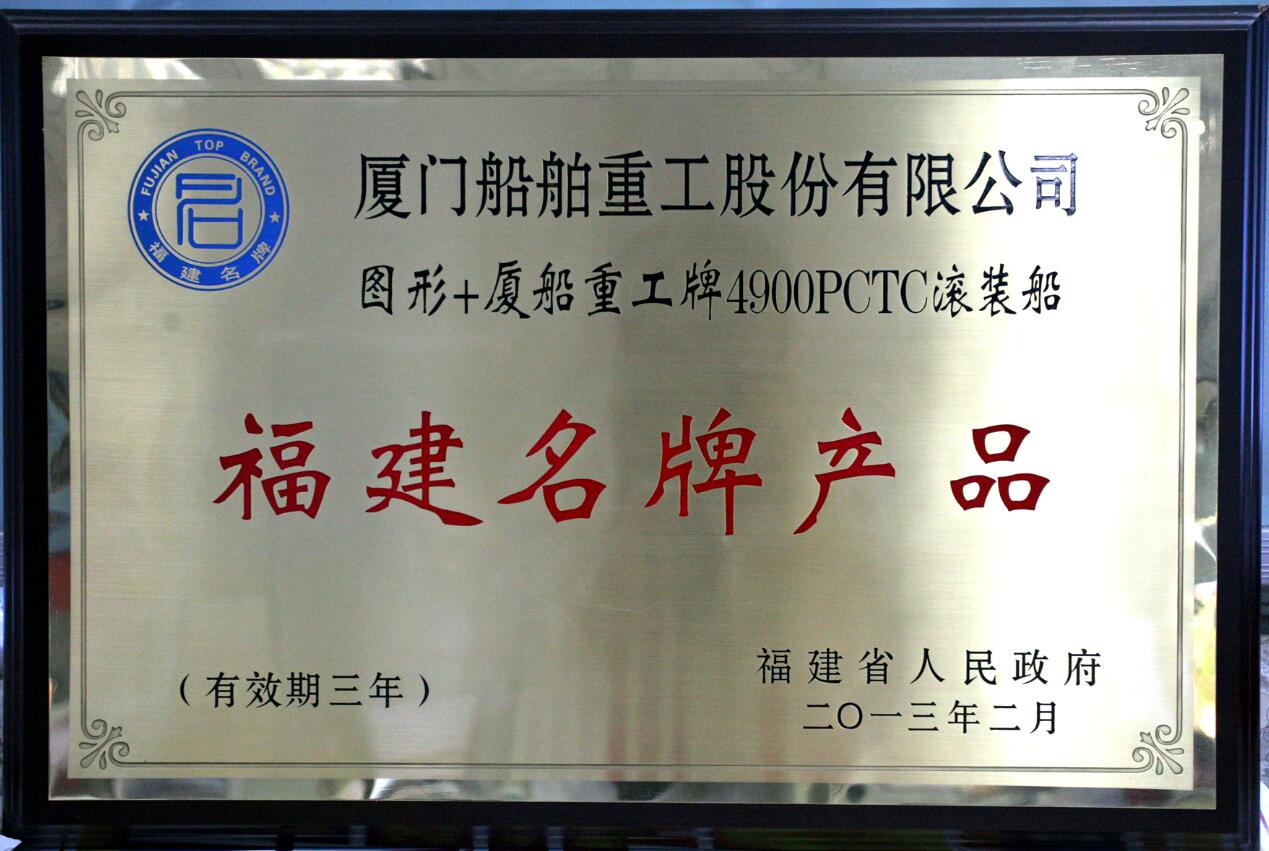 FUJIAN TOP BRAND
名
福建名牌
厦门船舶重工股份有限公司
图形+厦船重工牌4900PCTC滚装船
福建名牌产品
（有效期三年）
福建省人民政府
二〇一三年二月